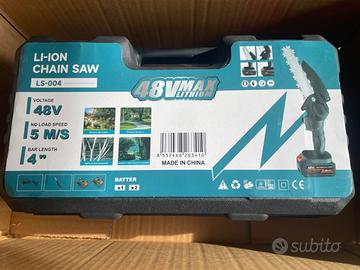 LI-ION
CHAIN SAW
LS-004
48VMAX
LITHIUM
VOLTAGE
48V
NO LOAD SPEED
5 M/S
BAR LENGTH
4"
BATTER
x1 x2
MADE IN CHINA
subito